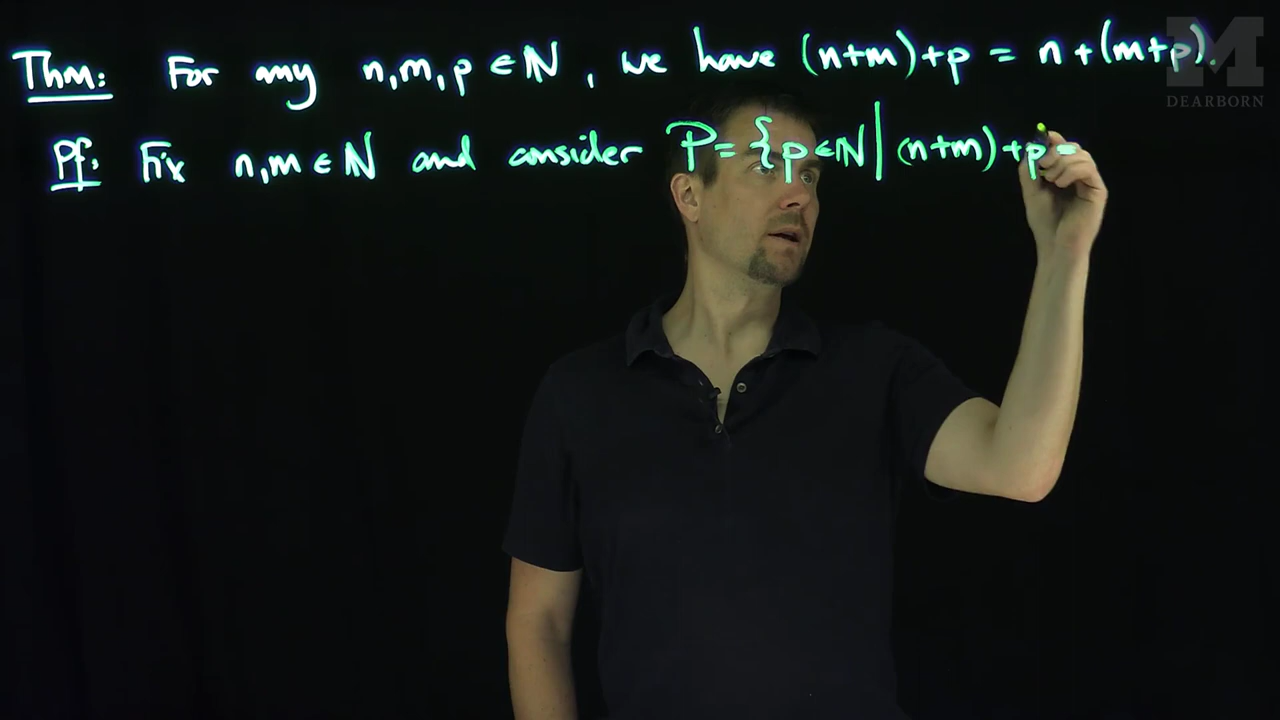 Thm: For any n,m,p ∈ ℕ, we have (n+m)+p = n+(m+p).
Pf: Fix n,m ∈ ℕ and consider P = {p ∈ ℕ | (n+m)+p =
M
DEARBORN